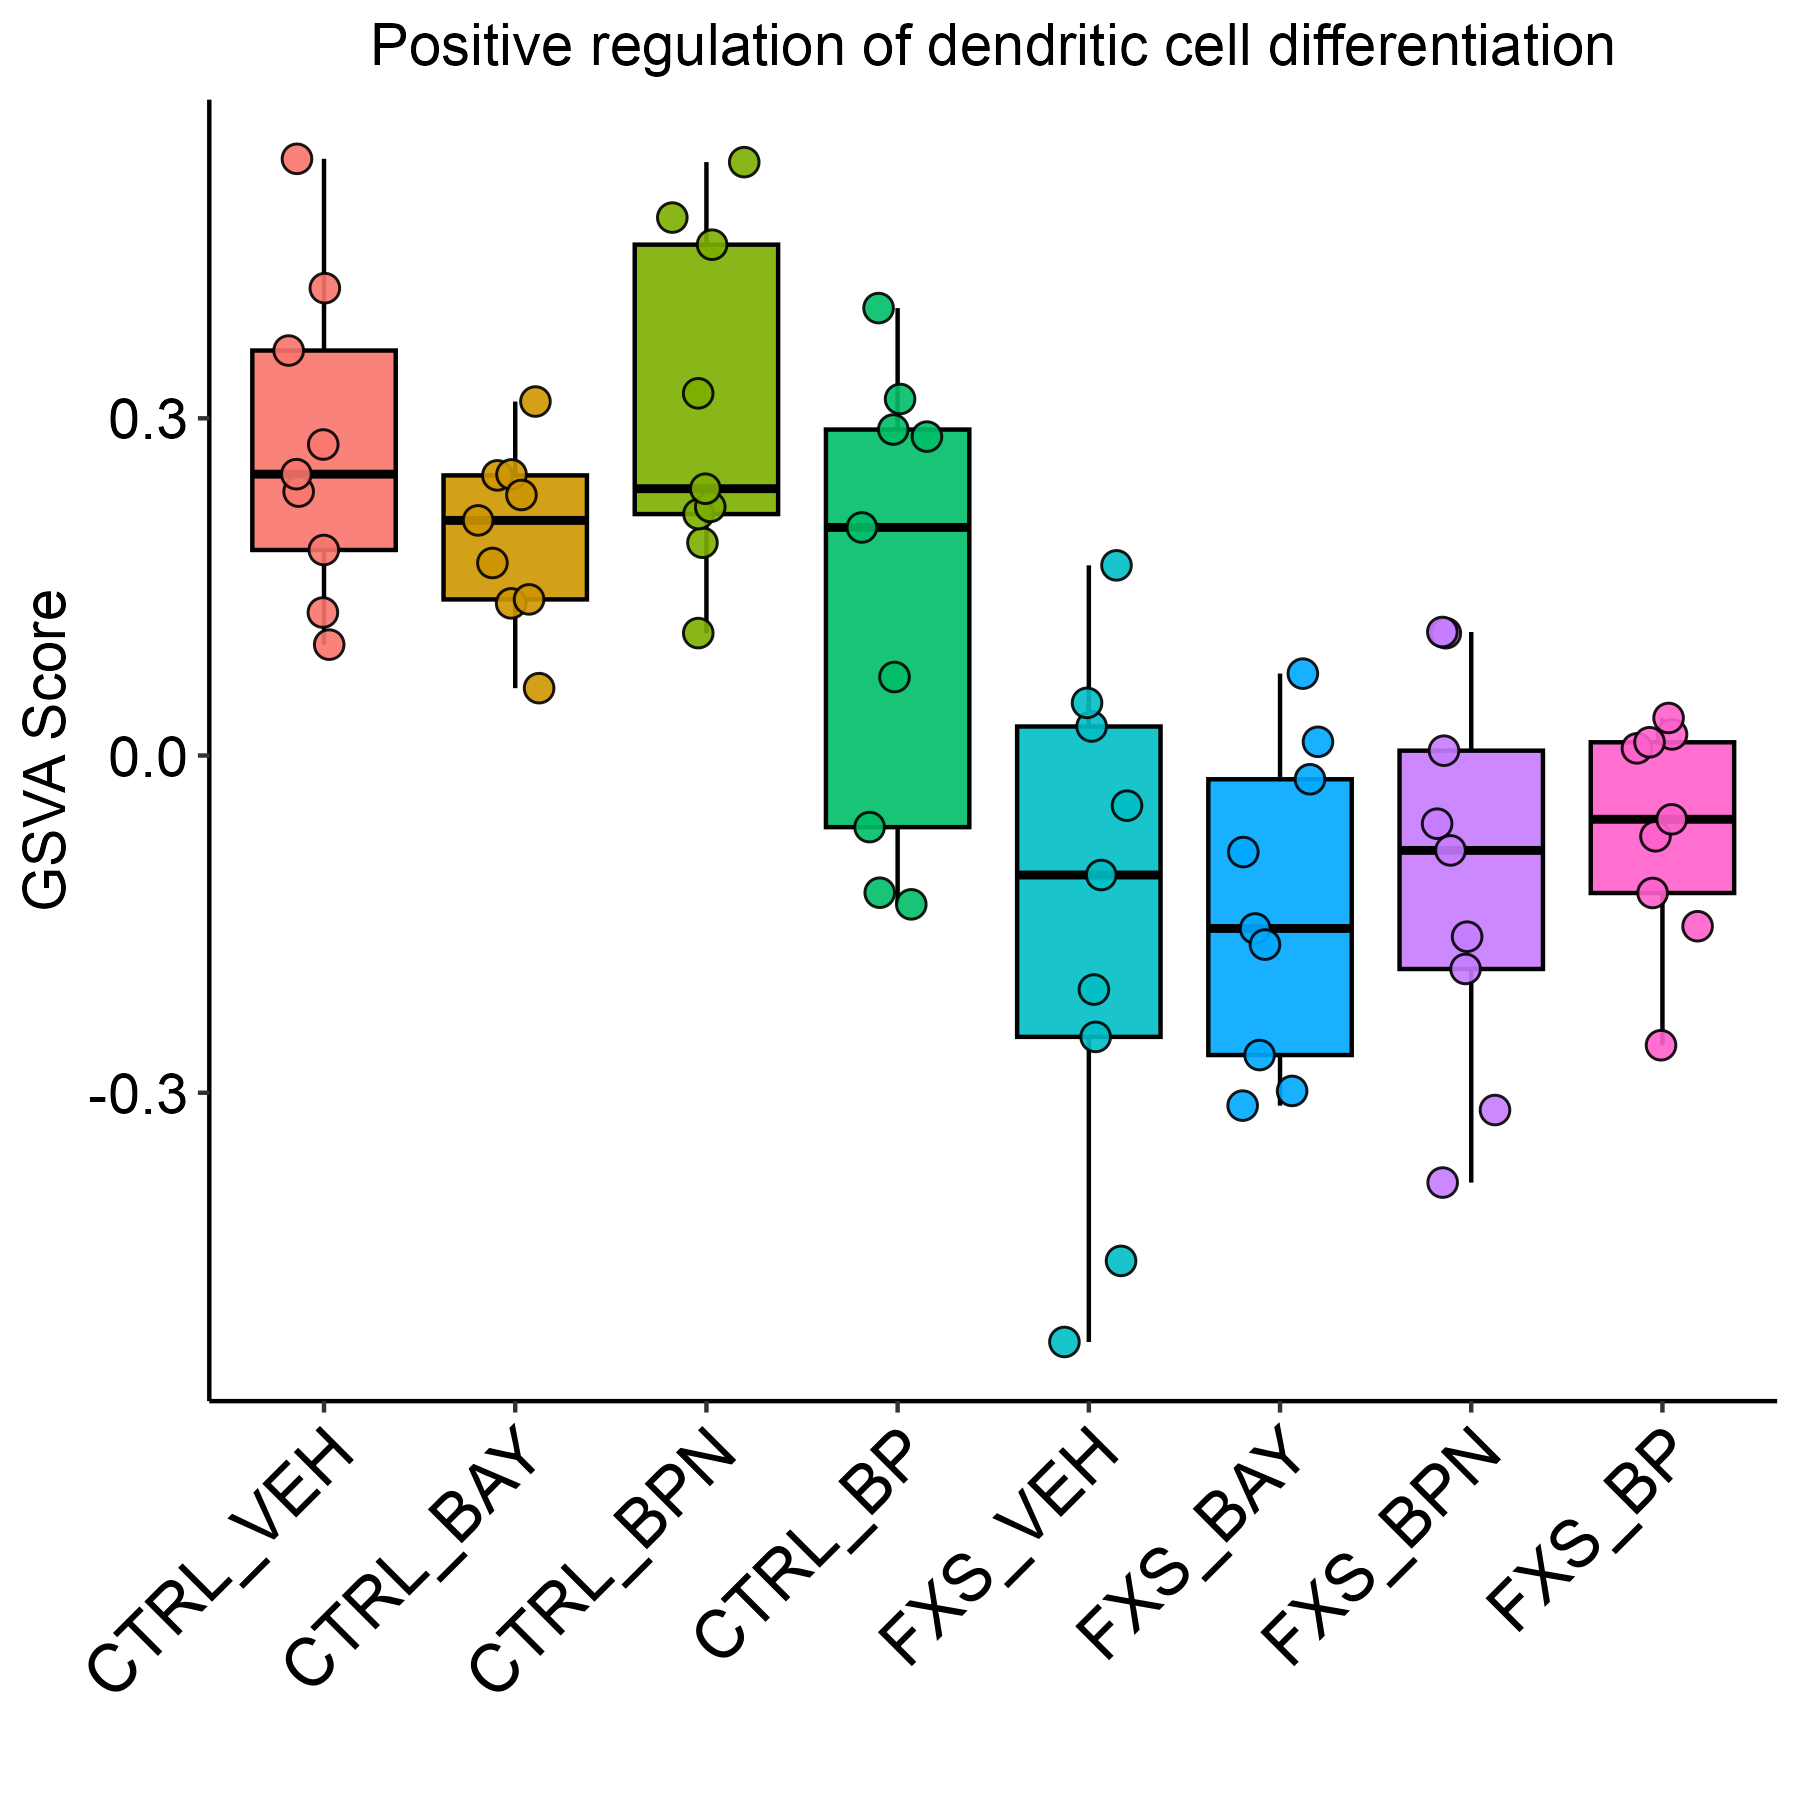 Positive regulation of dendritic cell differentiation
GSVA Score
0.3
0.0
-0.3
CTRL_VEH
CTRL_BAY
CTRL_BPN
CTRL_BP
FXS_VEH
FXS_BAY
FXS_BPN
FXS_BP